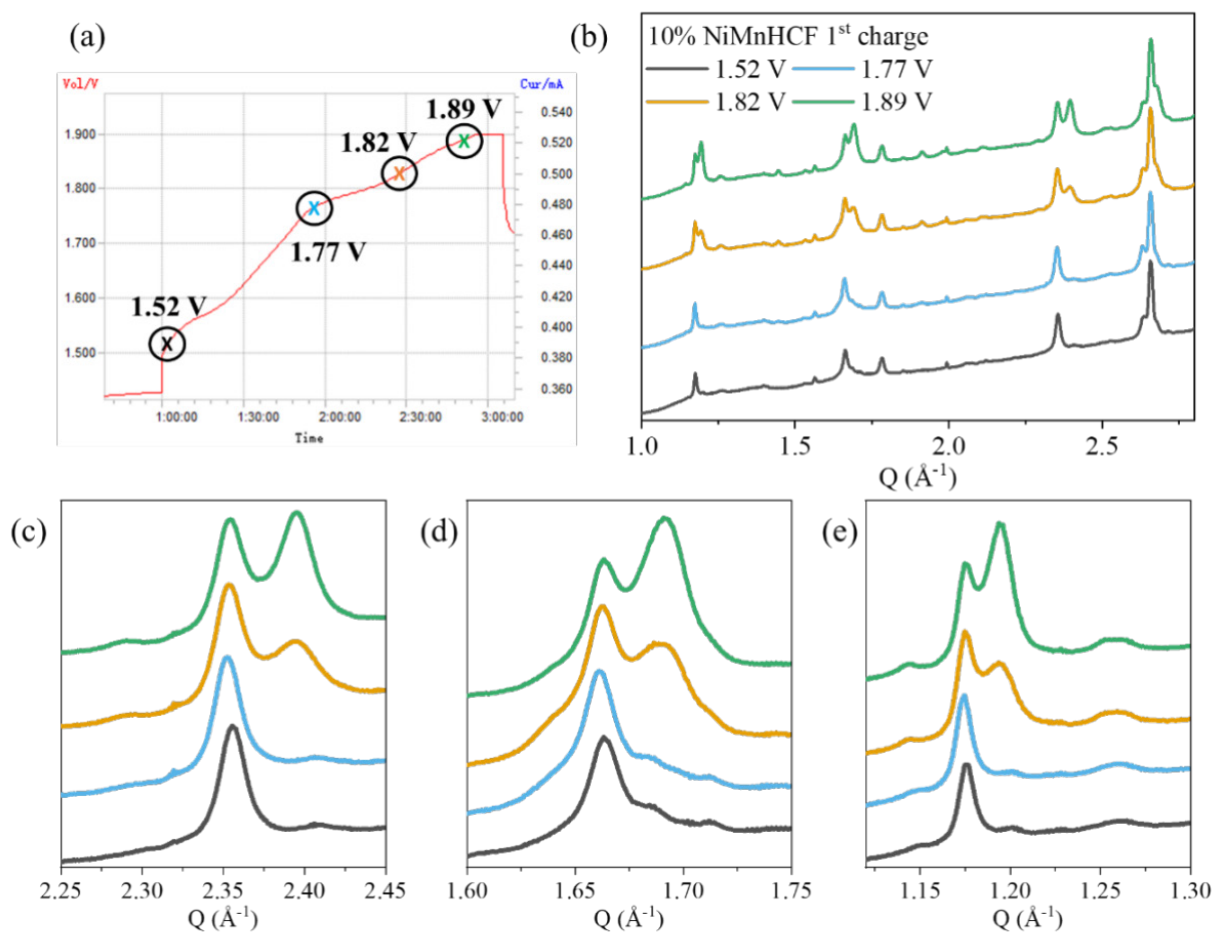 (a)
Vol/V
Cur/mA
1.900
1.800
1.700
1.600
1.500
0.540
0.520
0.500
0.480
0.460
0.440
0.420
0.400
0.380
0.360
1.52 V
1.77 V
1.82 V
1.89 V
1:00:00
1:30:00
2:00:00
2:30:00
3:00:00
Time
(b)
10% NiMnHCF 1st charge
1.52 V
1.77 V
1.82 V
1.89 V
1.0
1.5
2.0
2.5
Q (Å-1)
(c)
2.25
2.30
2.35
2.40
2.45
Q (Å-1)
(d)
1.60
1.65
1.70
1.75
Q (Å-1)
(e)
1.15
1.20
1.25
1.30
Q (Å-1)